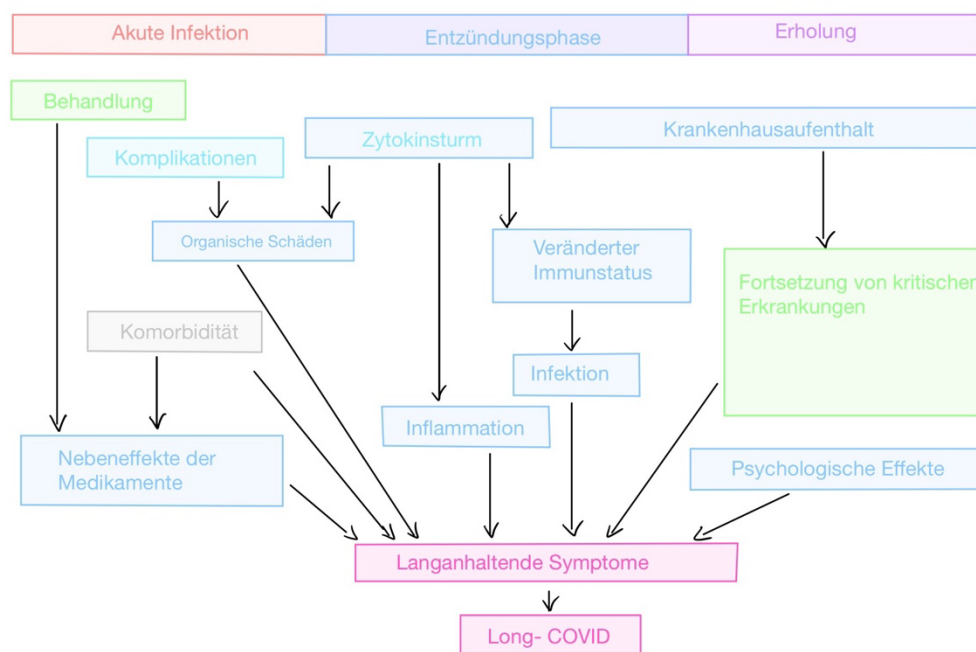 Akute Infektion
Entzündungsphase
Erholung
Behandlung
Komplikationen
Zytokinsturm
Krankenhausaufenthalt
Organische Schäden
Veränderter
Immunstatus
Fortsetzung von kritischen
Erkrankungen
Komorbidität
Infektion
Inflammation
Nebeneffekte der
Medikamente
Psychologische Effekte
Langanhaltende Symptome
Long- COVID